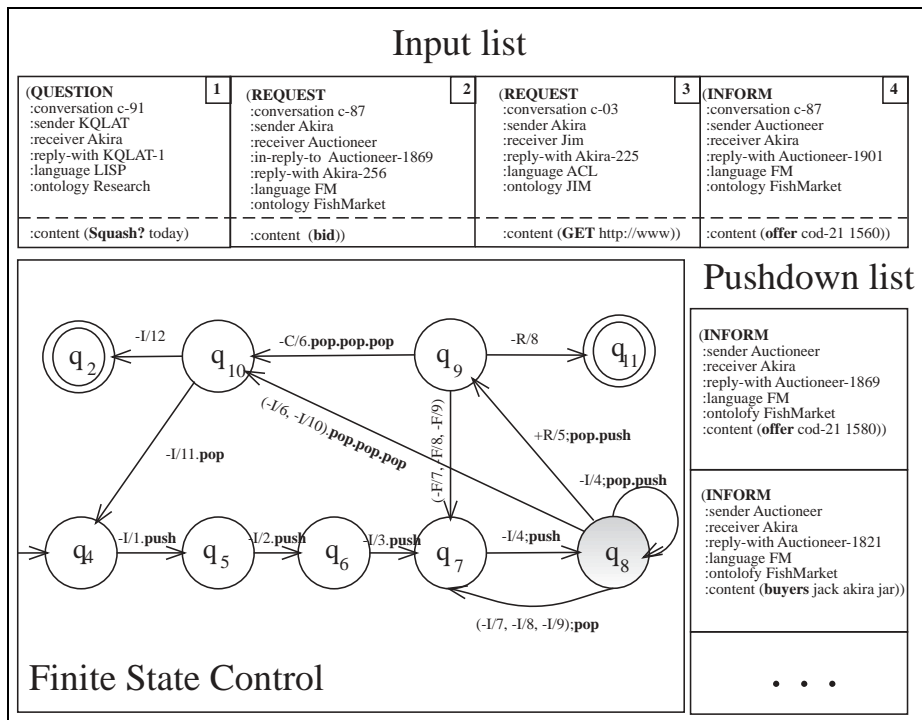 Input list
1
(QUESTION
:conversation c-91
:sender KQLAT
:receiver Akira
:reply-with KQLAT-1
:language LISP
:ontology Research
:content (Squash? today)
2
(REQUEST
:conversation c-87
:sender Akira
:receiver Auctioneer
:in-reply-to Auctioneer-1869
:reply-with Akira-256
:language FM
:ontology FishMarket
:content (bid))
3
(REQUEST
:conversation c-03
:sender Akira
:receiver Jim
:reply-with Akira-225
:language ACL
:ontology JIM
:content (GET http://www))
4
(INFORM
:conversation c-87
:sender Auctioneer
:receiver Akira
:reply-with Auctioneer-1901
:language FM
:ontology FishMarket
:content (offer cod-21 1560))
Pushdown list
(INFORM
:sender Auctioneer
:receiver Akira
:reply-with Auctioneer-1869
:language FM
:ontolofy FishMarket
:content (offer cod-21 1580))
(INFORM
:sender Auctioneer
:receiver Akira
:reply-with Auctioneer-1821
:language FM
:ontolofy FishMarket
:content (buyers jack akira jar))
. . .
q2
-I/12
q10
-C/6.pop.pop.pop
q9
-R/8
q11
(-I/6, -I/10).pop.pop.pop
(-F/7, -F/8, -F/9)
+R/5;pop.push
-I/11.pop
-I/4;pop.push
q4
-I/1.push
q5
-I/2.push
q6
-I/3.push
q7
-I/4;push
q8
(-I/7, -I/8, -I/9);pop
Finite State Control